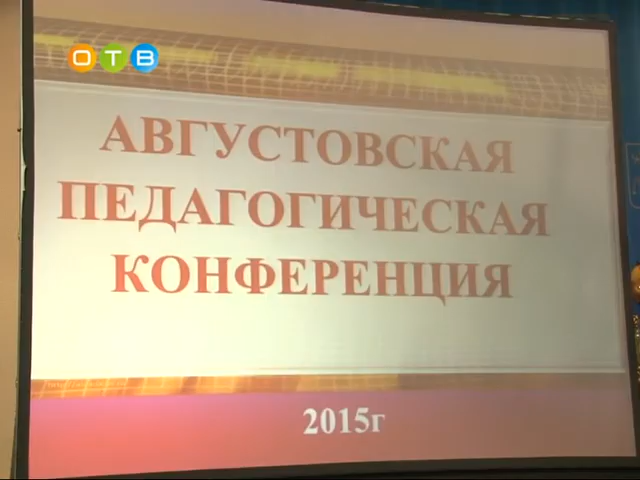 ОТВ
АВГУСТОВСКАЯ
ПЕДАГОГИЧЕСКАЯ
КОНФЕРЕНЦИЯ
2015г